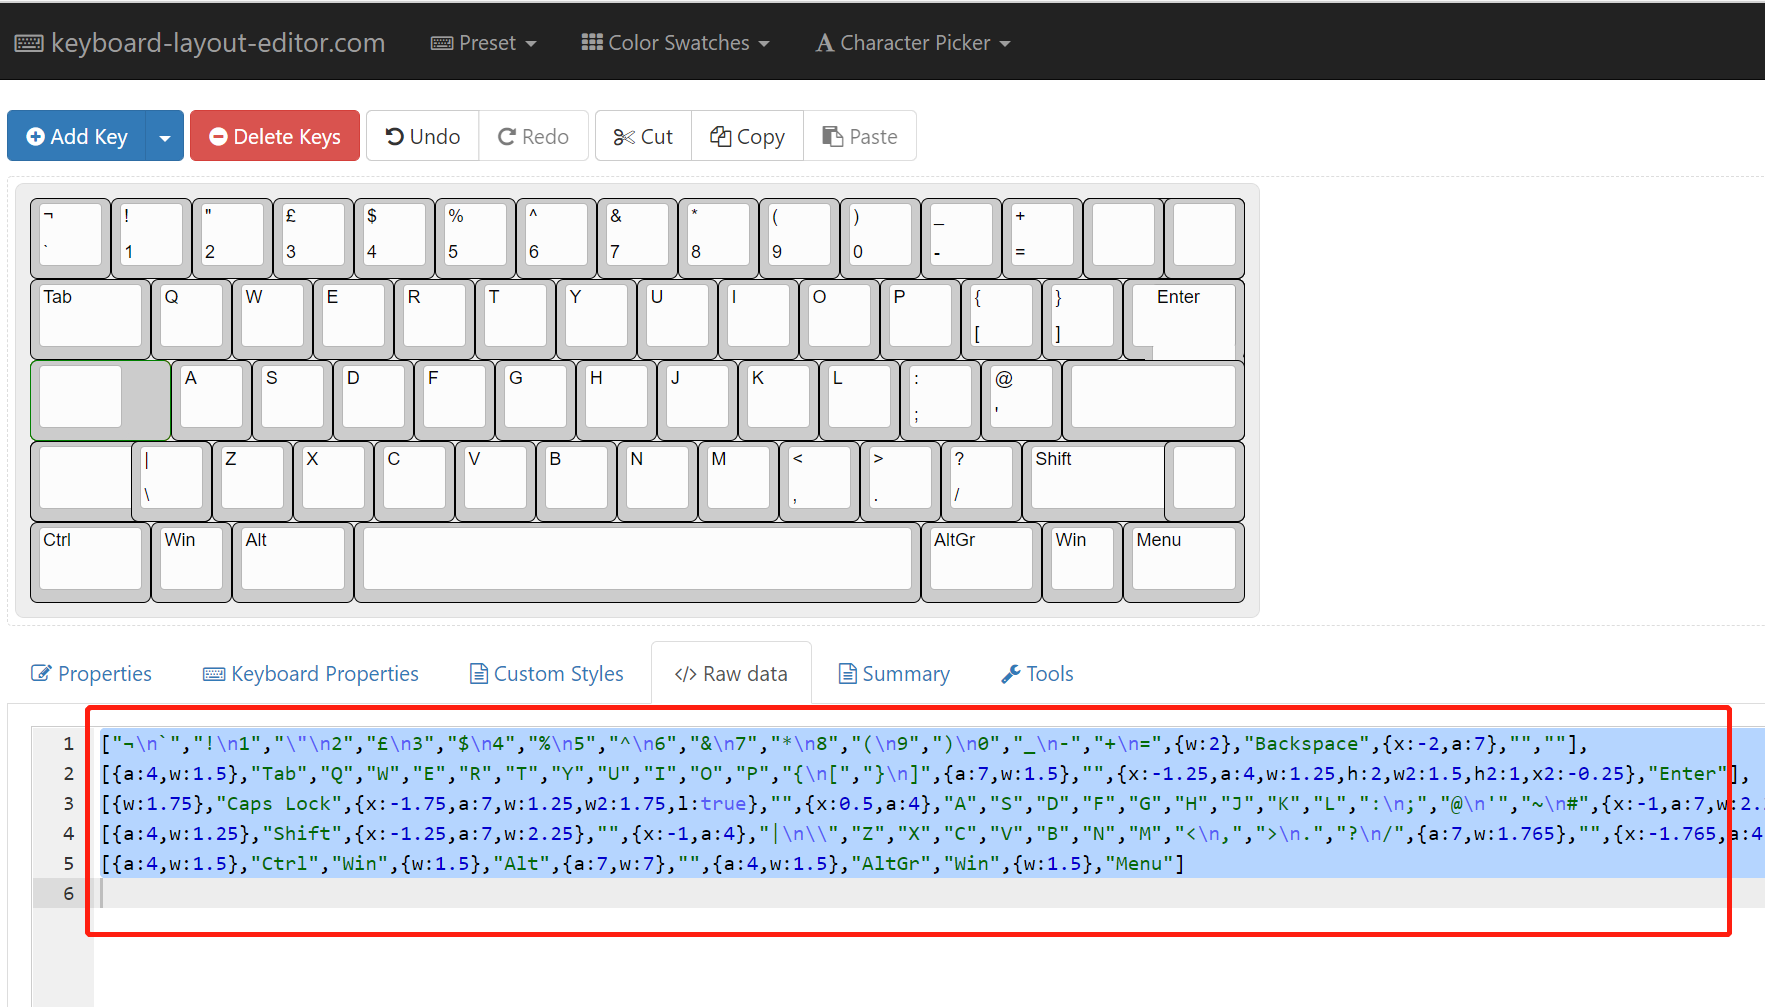 keyboard-layout-editor.com Preset Color Swatches A Character Picker
Add Key Delete Keys Undo Redo Cut Copy Paste
¬ ! " £ $ % ^ & * ( ) _ +
` 1 2 3 4 5 6 7 8 9 0 - =
Tab Q W E R T Y U I O P { } Enter
[ ]
A S D F G H J K L : @
; '
| Z X C V B N M < > ? Shift
\ , . /
Ctrl Win Alt AltGr Win Menu
Properties Keyboard Properties Custom Styles </> Raw data Summary Tools
1 ["¬\n`","!\n1","\"\n2","£\n3","$\n4","%\n5","^\n6","&\n7","*\n8","(\n9",")\n0","_\n-","+\n=",{w:2},"Backspace",{x:-2,a:7},"",""],
2 [{a:4,w:1.5},"Tab","Q","W","E","R","T","Y","U","I","O","P","{\n[","}\n]",{a:7,w:1.5},"",{x:-1.25,a:4,w:1.25,h:2,w2:1.5,h2:1,x2:-0.25},"Enter"],
3 [{w:1.75},"Caps Lock",{x:-1.75,a:7,w:1.25,w2:1.75,l:true},"",{x:0.5,a:4},"A","S","D","F","G","H","J","K","L",":\n;","@\n'","~\n#",{x:-1,a:7,w:2.
4 [{a:4,w:1.25},"Shift",{x:-1.25,a:7,w:2.25},"",{x:-1,a:4},"|\n\\","Z","X","C","V","B","N","M","<\n,",">\n.","?\n/",{a:7,w:1.765},"",{x:-1.765,a:4
5 [{a:4,w:1.5},"Ctrl","Win",{w:1.5},"Alt",{a:7,w:7},"",{a:4,w:1.5},"AltGr","Win",{w:1.5},"Menu"]
6